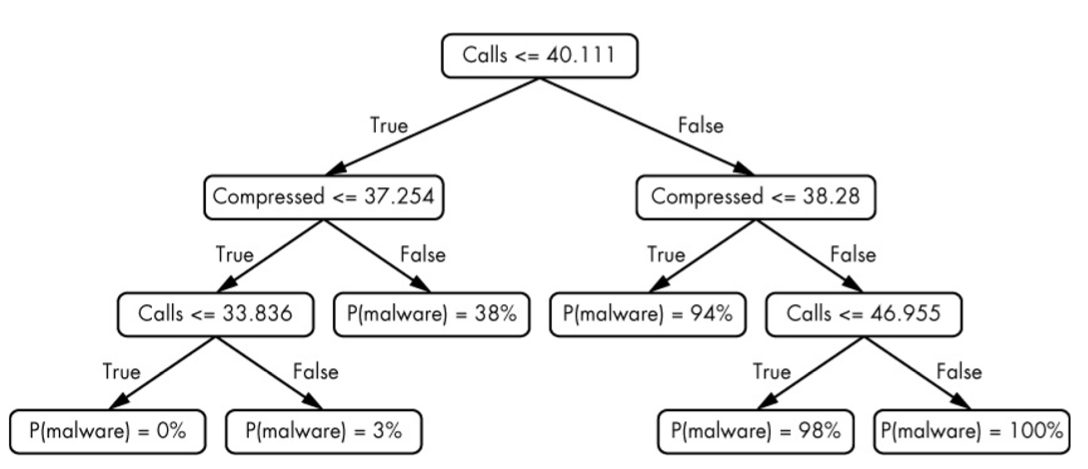 Calls <= 40.111
True
False
Compressed <= 37.254
Compressed <= 38.28
True
False
True
False
Calls <= 33.836
P(malware) = 38%
P(malware) = 94%
Calls <= 46.955
True
False
True
False
P(malware) = 0%
P(malware) = 3%
P(malware) = 98%
P(malware) = 100%